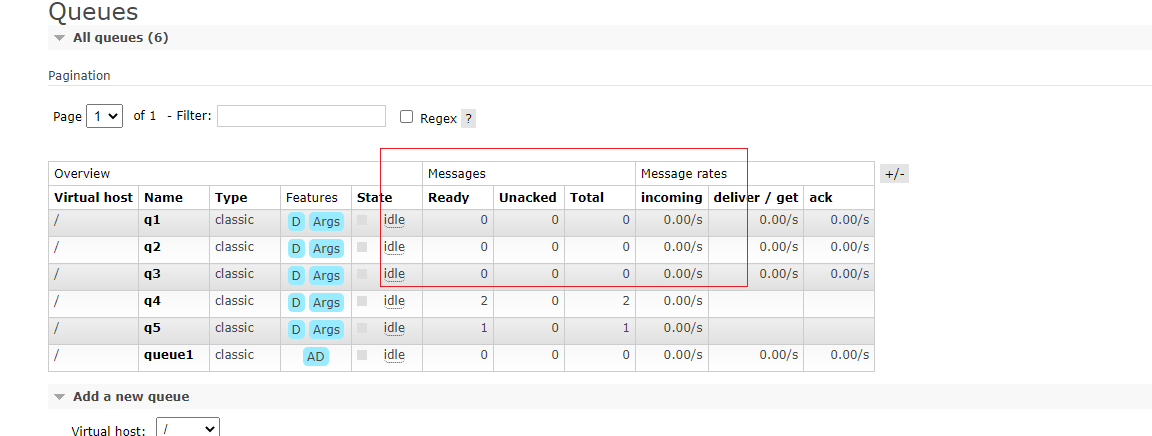 Queues
All queues (6)
Pagination
Page 1 of 1 - Filter: Regex ?
Overview Messages Message rates +/-
Virtual host Name Type Features State Ready Unacked Total incoming deliver / get ack
/ q1 classic D Args idle 0 0 0 0.00/s 0.00/s 0.00/s
/ q2 classic D Args idle 0 0 0 0.00/s 0.00/s 0.00/s
/ q3 classic D Args idle 0 0 0 0.00/s 0.00/s 0.00/s
/ q4 classic D Args idle 2 0 2 0.00/s
/ q5 classic D Args idle 1 0 1 0.00/s
/ queue1 classic AD idle 0 0 0 0.00/s 0.00/s 0.00/s
Add a new queue
Virtual host: /